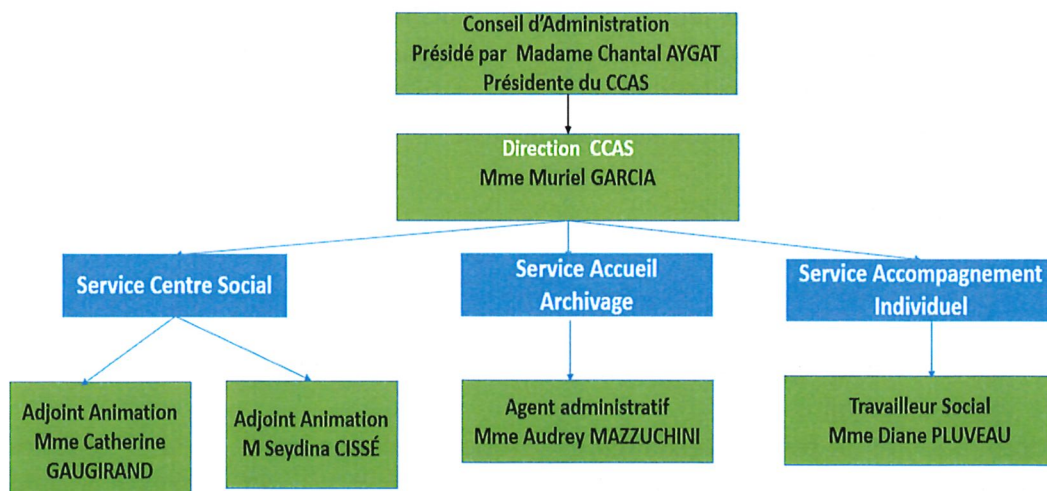 Conseil d'Administration
Présidé par Madame Chantal AYGAT
Présidente du CCAS
Direction CCAS
Mme Muriel GARCIA
Service Centre Social
Service Accueil
Archivage
Service Accompagnement
Individuel
Adjoint Animation
Mme Catherine
GAUGIRAND
Adjoint Animation
M Seydina CISSÉ
Agent administratif
Mme Audrey MAZZUCHINI
Travailleur Social
Mme Diane PLUVEAU